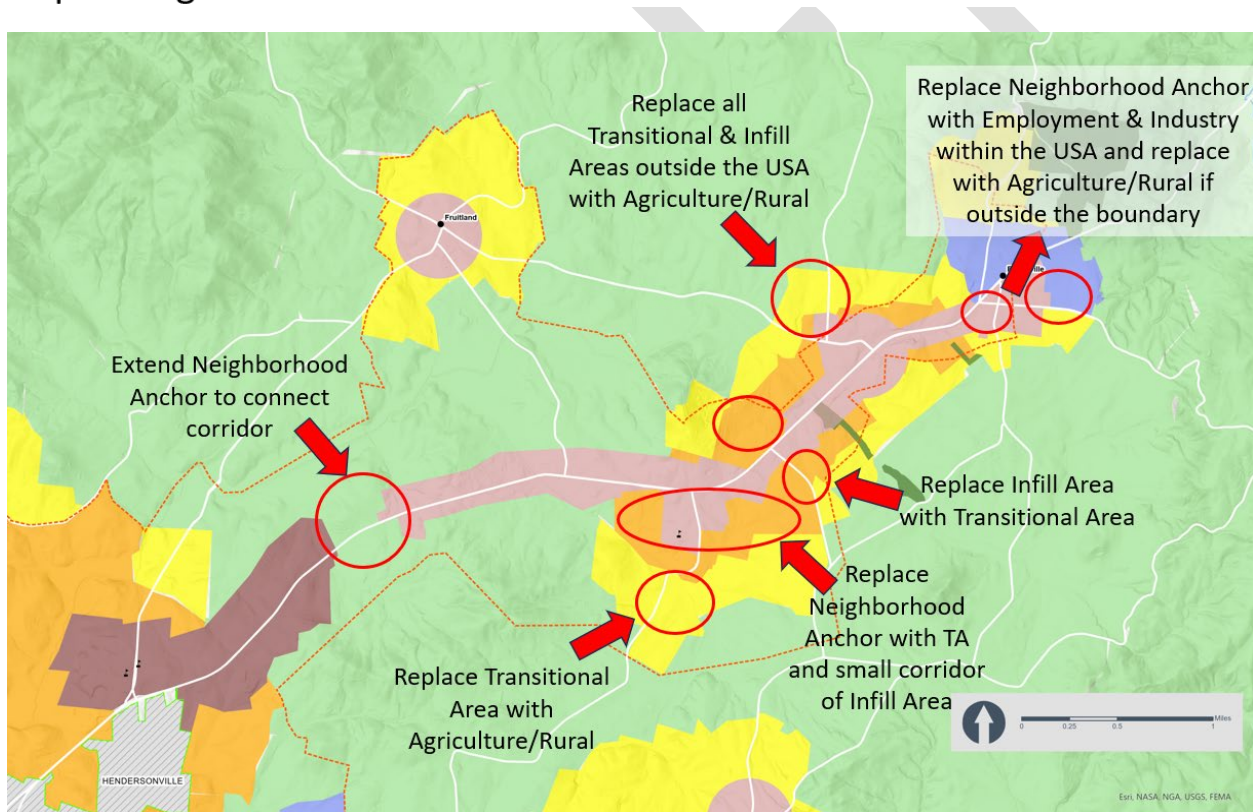 Replace all
Transitional & Infill
Areas outside the USA
with Agriculture/Rural
Replace Neighborhood Anchor
with Employment & Industry
within the USA and replace
with Agriculture/Rural if
outside the boundary
Fruitland
Extend Neighborhood
Anchor to connect
corridor
Replace Infill Area
with Transitional Area
Replace
Neighborhood
Anchor with TA
and small corridor
of Infill Area
Replace Transitional
Area with
Agriculture/Rural
HENDERSONVILLE
0 0.25 0.5 1 Miles
Esri, NASA, NGA, USGS, FEMA